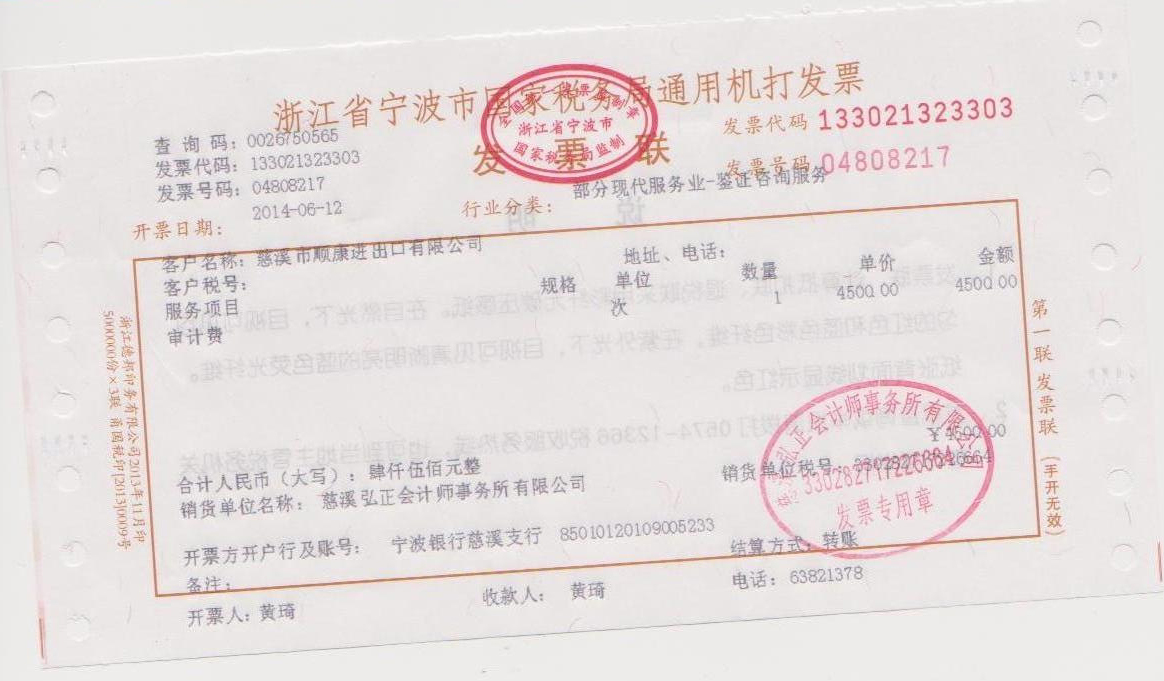 浙江省宁波市国家税务局通用机打发票
发票联
全国统一发票监制章
浙江省宁波市
国家税务局监制
发票代码 133021323303
发票号码 04808217
查询码：0026750565
发票代码：133021323303
发票号码：04808217
开票日期： 2014-06-12
行业分类： 部分现代服务业-鉴证咨询服务
客户名称：慈溪市顺康进出口有限公司 地址、电话：
客户税号：
服务项目 规格 单位 数量 单价 金额
审计费 次 1 4500.00 4500.00
￥4500.00
合计人民币（大写）：肆仟伍佰元整 销货单位税号：
销货单位名称：慈溪弘正会计师事务所有限公司
开票方开户行及账号： 宁波银行慈溪支行 85010120109005233 结算方式：转账
备注：
开票人：黄琦 收款人：黄琦 电话：63821378
慈溪弘正会计师事务所有限公司
发票专用章
第一联 发票联 （手开无效）
浙江德邦印务有限公司2013年11月印
5000000份×3联 甬国税印[2013]0009号